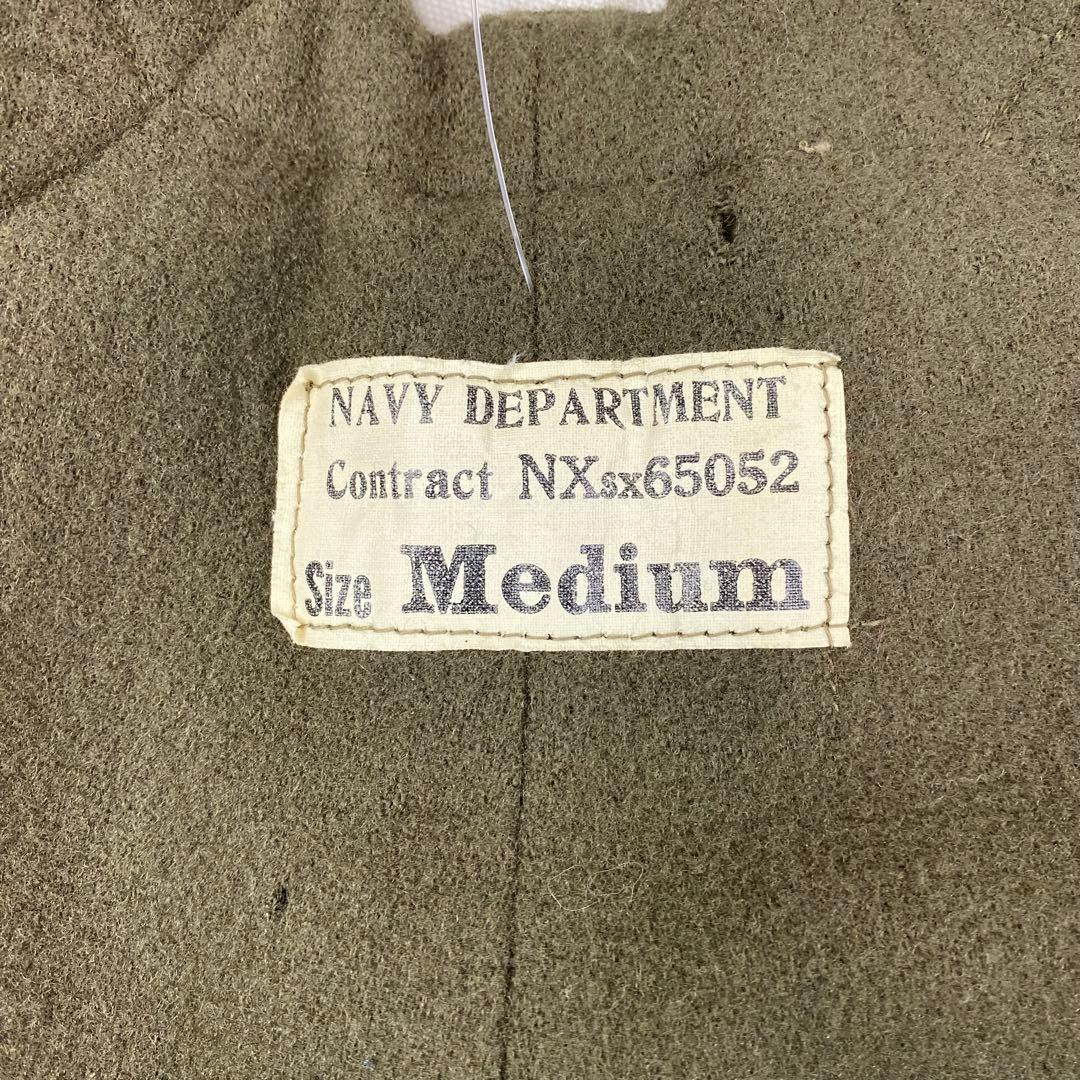 NAVY DEPARTMENT
Contract NXsx65052
Size Medium